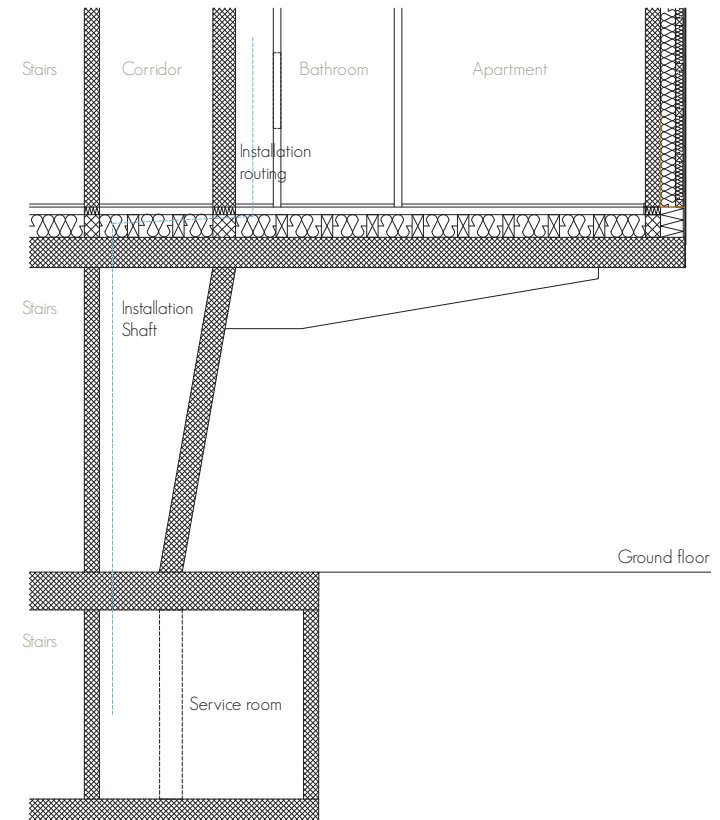 Stairs
Corridor
Bathroom
Apartment
Installation
routing
Stairs
Installation
Shaft
Ground floor
Stairs
Service room